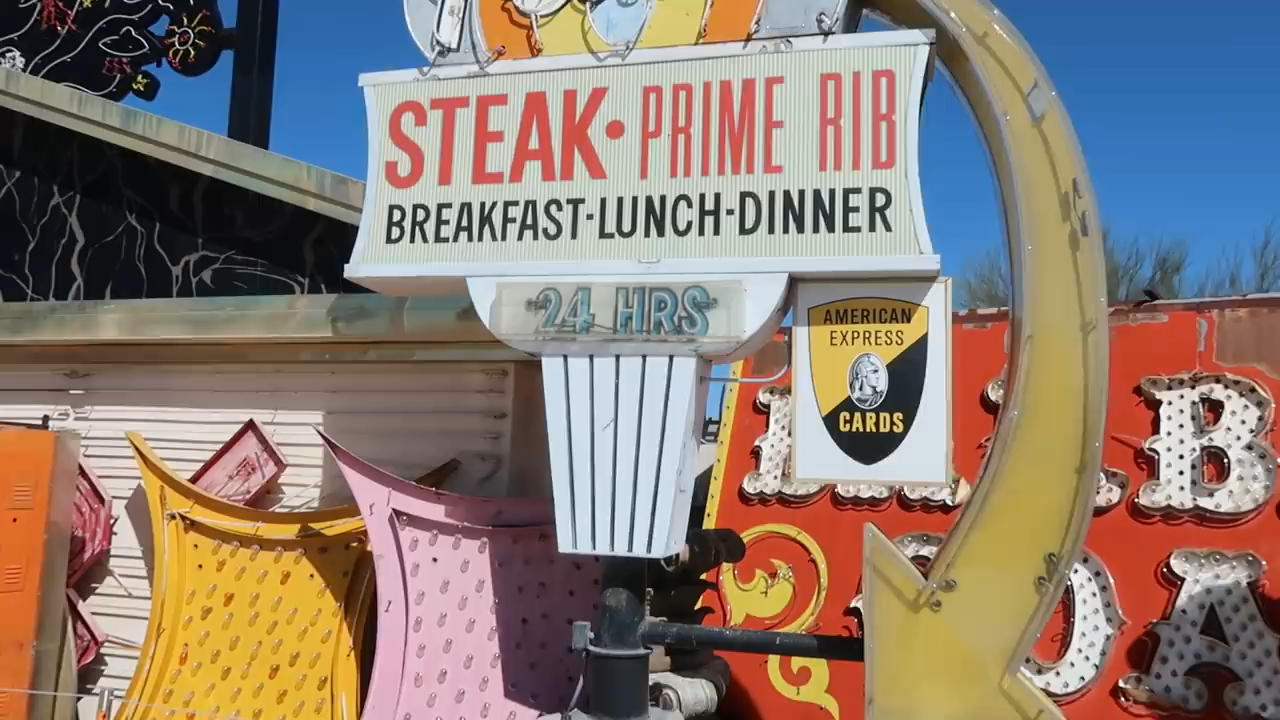 STEAK•PRIME RIB
BREAKFAST-LUNCH-DINNER
24 HRS
AMERICAN
EXPRESS
CARDS
B
A